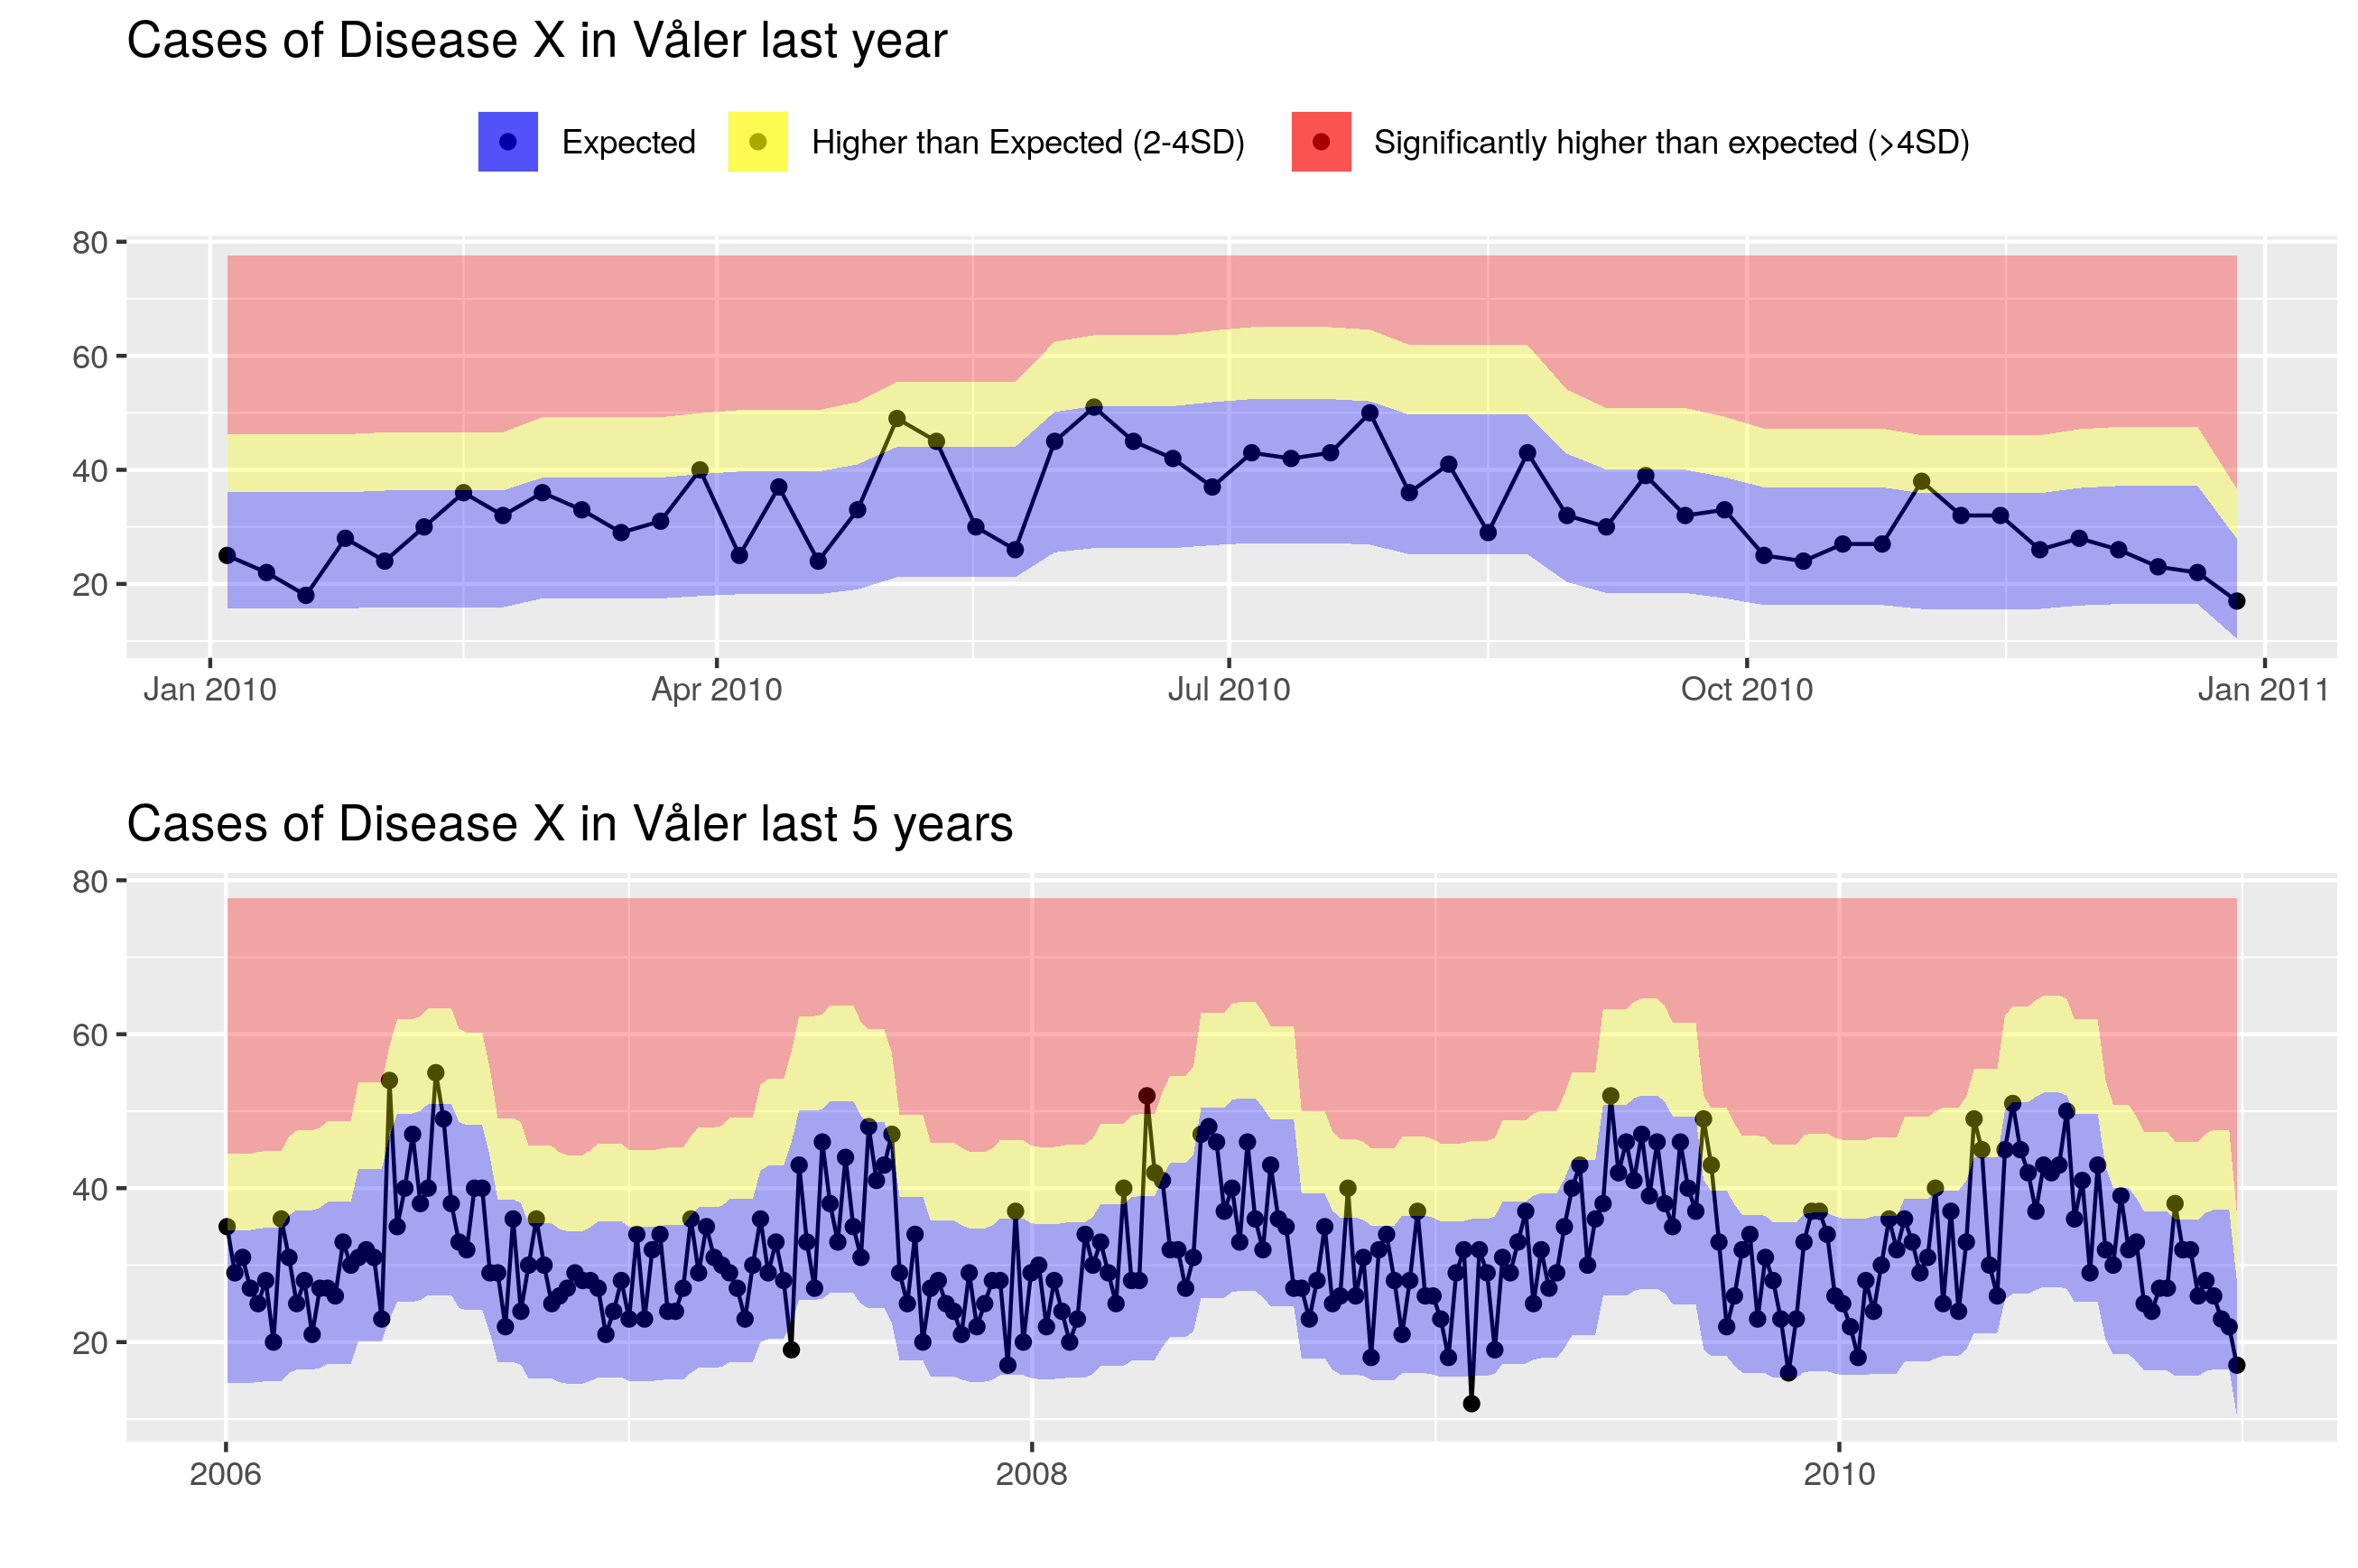 Cases of Disease X in Våler last year
Expected Higher than Expected (2-4SD) Significantly higher than expected (>4SD)
80
60
40
20
Jan 2010 Apr 2010 Jul 2010 Oct 2010 Jan 2011
Cases of Disease X in Våler last 5 years
80
60
40
20
2006 2008 2010